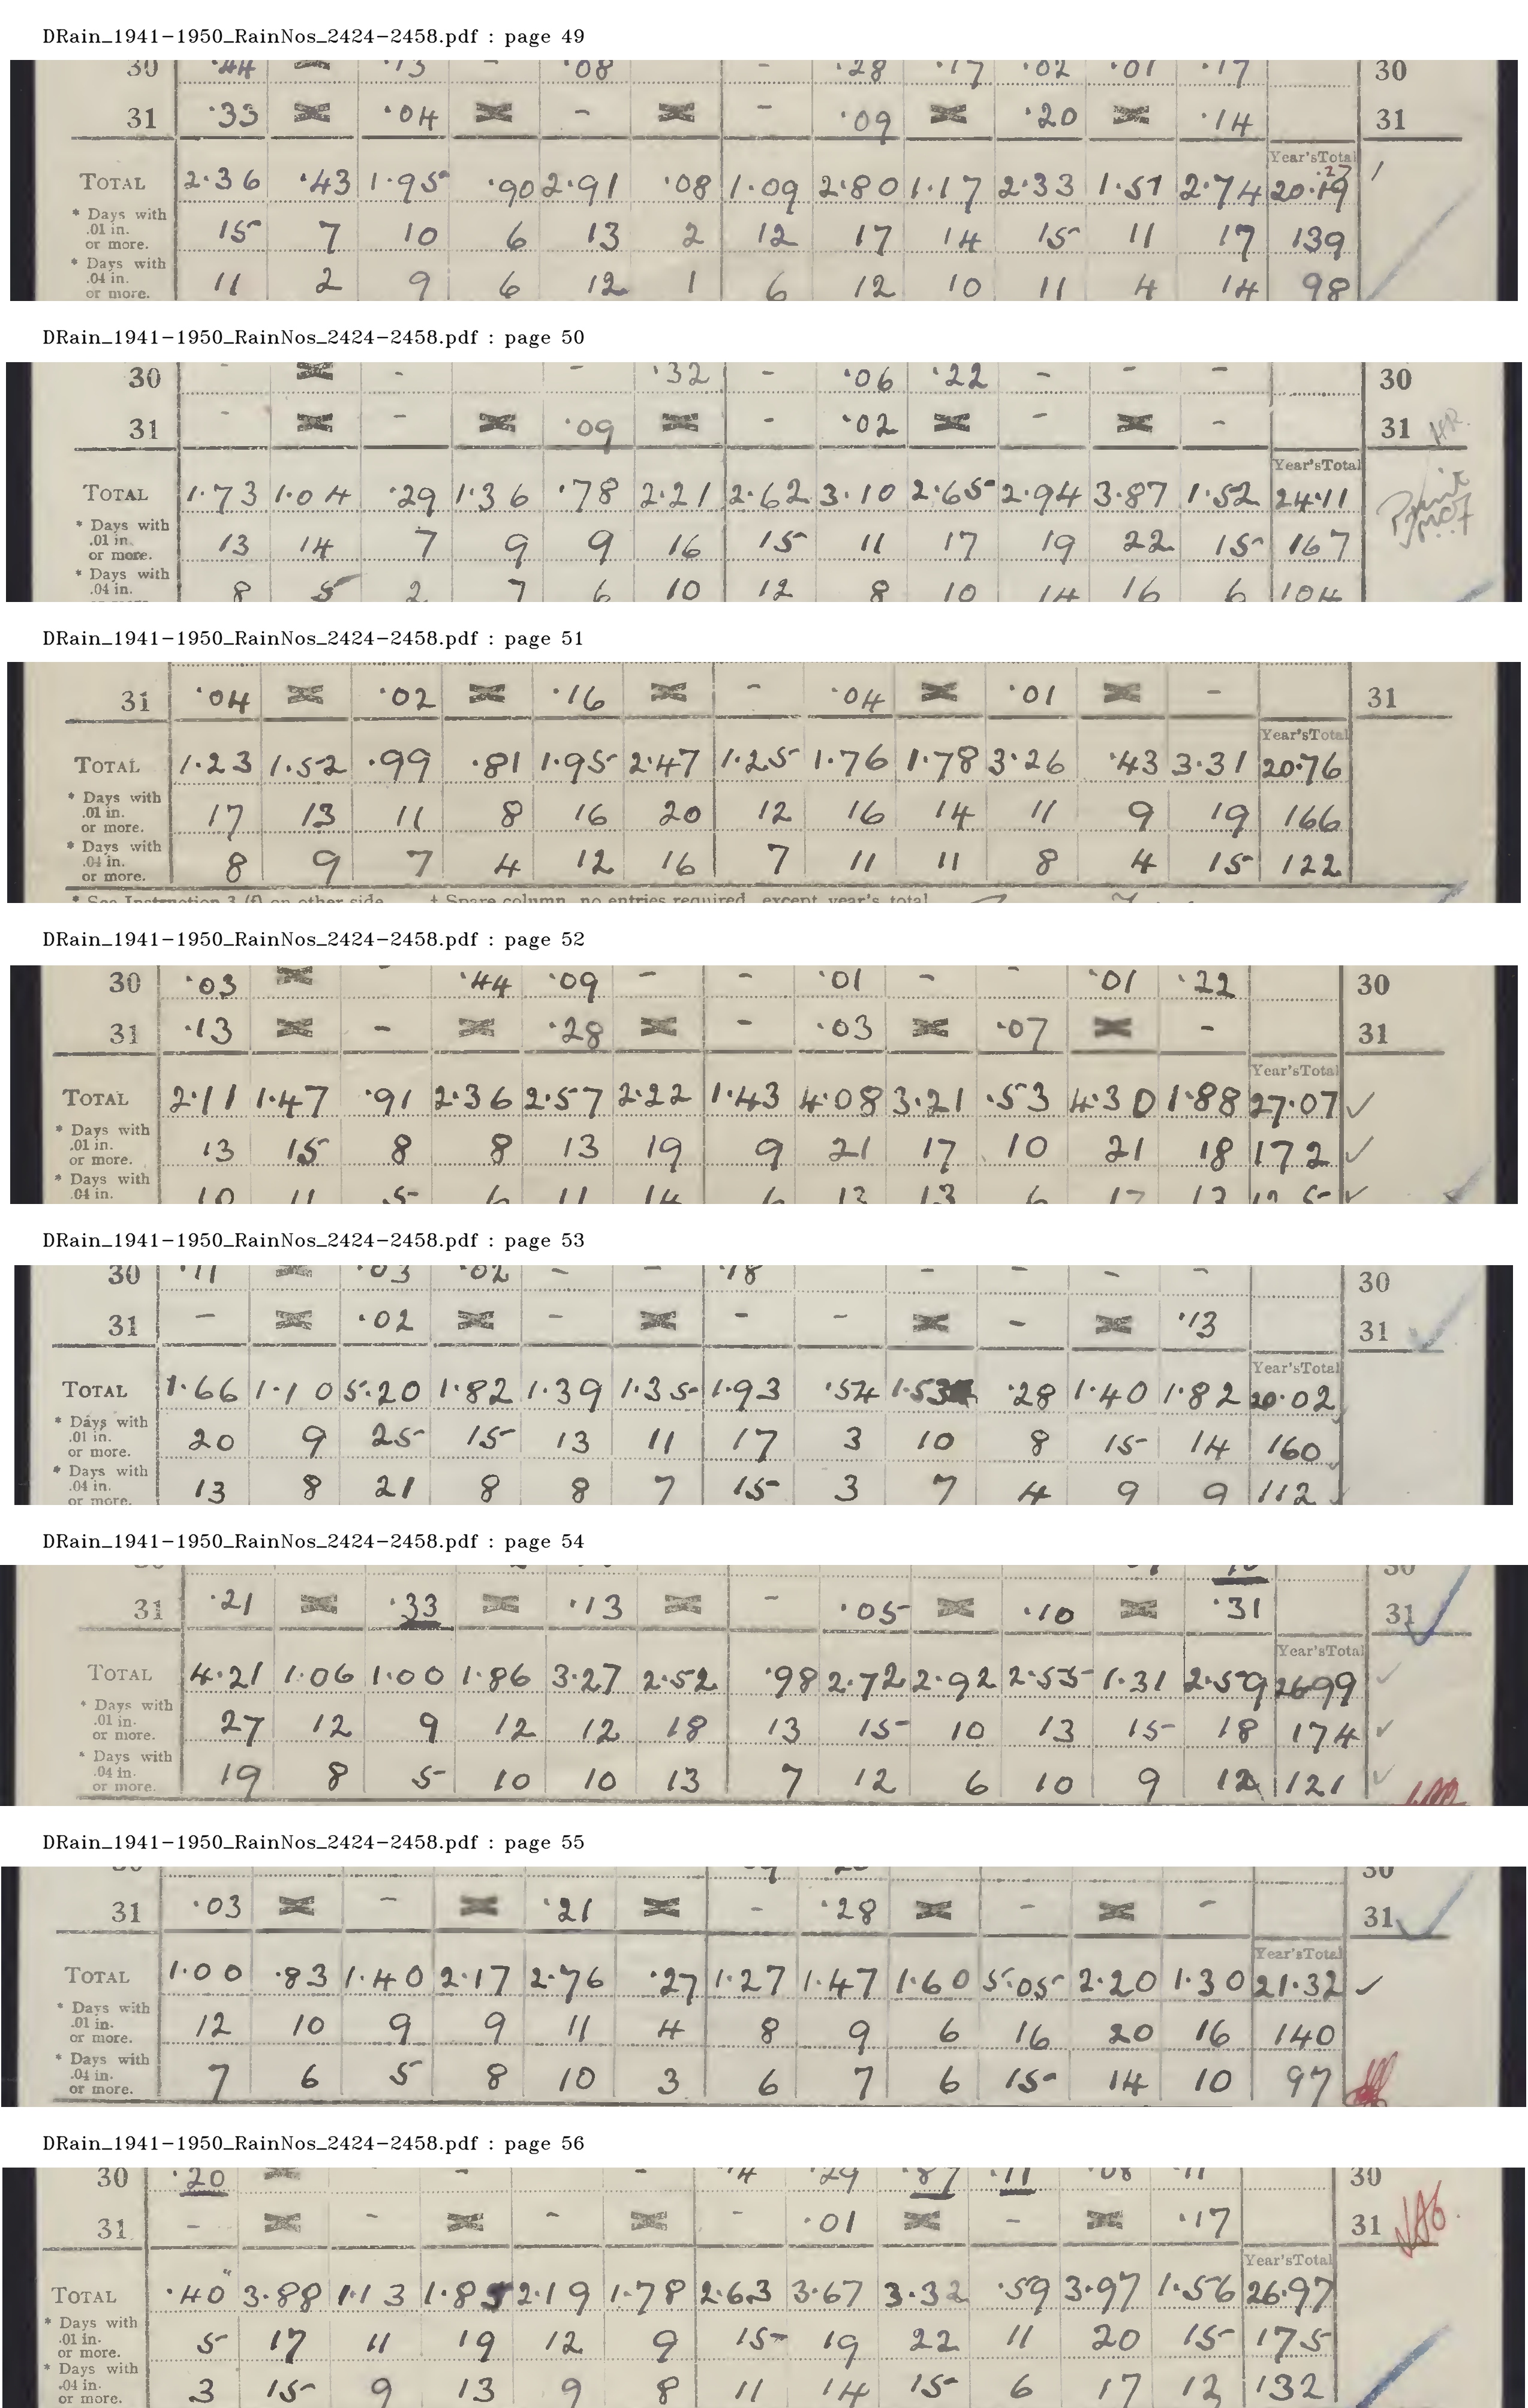 DRain_1941-1950_RainNos_2424-2458.pdf : page 49
30 .44 .13 - .08 - .28 .17 .02 .01 .17 30
31 .33 .04 - - .09 .20 .14 31
Year's Total
.27
TOTAL 2.36 .43 1.95 .90 2.91 .08 1.09 2.80 1.17 2.33 1.51 2.74 20.19
* Days with .01 in. or more. 15 7 10 6 13 2 12 17 14 15 11 17 139
* Days with .04 in. or more. 11 2 9 6 12 1 6 12 10 11 4 14 98
DRain_1941-1950_RainNos_2424-2458.pdf : page 50
30 - - - .32 - .06 .22 - - - 30
31 - - .09 - .02 - - 31 HR.
Year's Total
TOTAL 1.73 1.04 .29 1.36 .78 2.21 2.62 3.10 2.65 2.94 3.87 1.52 24.11
* Days with .01 in. or more. 13 14 7 9 9 16 15 11 17 19 22 15 167
* Days with .04 in. 8 5 2 7 6 10 12 8 10 14 16 6 104
DRain_1941-1950_RainNos_2424-2458.pdf : page 51
31 .04 .02 .16 - .04 .01 - 31
Year's Total
TOTAL 1.23 1.52 .99 .81 1.95 2.47 1.25 1.76 1.78 3.26 .43 3.31 20.76
* Days with .01 in. or more. 17 13 11 8 16 20 12 16 14 11 9 19 166
* Days with .04 in. or more. 8 9 7 4 12 16 7 11 11 8 4 15 122
* See Instruction 3 (f) on other side. † Spare column, no entries required, except year's total
DRain_1941-1950_RainNos_2424-2458.pdf : page 52
30 .03 - .44 .09 - - .01 - - .01 .22 30
31 .13 - .28 - .03 .07 - 31
Year's Total
TOTAL 2.11 1.47 .91 2.36 2.57 2.22 1.43 4.08 3.21 .53 4.30 1.88 27.07 ✓
* Days with .01 in. or more. 13 15 8 8 13 19 9 21 17 10 21 18 172 ✓
* Days with .04 in. 10 11 5 6 11 14 6 13 13 6 17 13 ✓
DRain_1941-1950_RainNos_2424-2458.pdf : page 53
30 .11 .03 .02 - - .18 - - - - 30
31 - .02 - - - - .13 31
Year's Total
TOTAL 1.66 1.10 5.20 1.82 1.39 1.35 1.93 .54 1.53 .28 1.40 1.82 20.02
* Days with .01 in. or more. 20 9 25 15 13 11 17 3 10 8 15 14 160
* Days with .04 in. or more. 13 8 21 8 8 7 15 3 7 4 9 9 112
DRain_1941-1950_RainNos_2424-2458.pdf : page 54
30
31 .21 .33 .13 - .05 .10 .31 31
Year's Total
TOTAL 4.21 1.06 1.00 1.86 3.27 2.52 .98 2.72 2.92 2.55 1.31 2.59 26.99 ✓
* Days with .01 in. or more. 27 12 9 12 12 18 13 15 10 13 15 18 174 ✓
* Days with .04 in. or more. 19 8 5 10 10 13 7 12 6 10 9 12 121 ✓
DRain_1941-1950_RainNos_2424-2458.pdf : page 55
30
31 .03 - .21 - .28 - - 31
Year's Total
TOTAL 1.00 .83 1.40 2.17 2.76 .27 1.27 1.47 1.60 5.05 2.20 1.30 21.32 ✓
* Days with .01 in. or more. 12 10 9 9 11 4 8 9 6 16 20 16 140
* Days with .04 in. or more. 7 6 5 8 10 3 6 7 6 15 14 10 97
DRain_1941-1950_RainNos_2424-2458.pdf : page 56
30 .20 - - - .14 .29 .87 .11 .08 .11 30
31 - - - - .01 - .17 31
Year's Total
TOTAL .40 3.88 1.13 1.85 2.19 1.78 2.63 3.67 3.32 .59 3.97 1.56 26.97
* Days with .01 in. or more. 5 17 11 19 12 9 15 19 22 11 20 15 175
* Days with .04 in. or more. 3 15 9 13 9 8 11 14 15 6 17 12 132